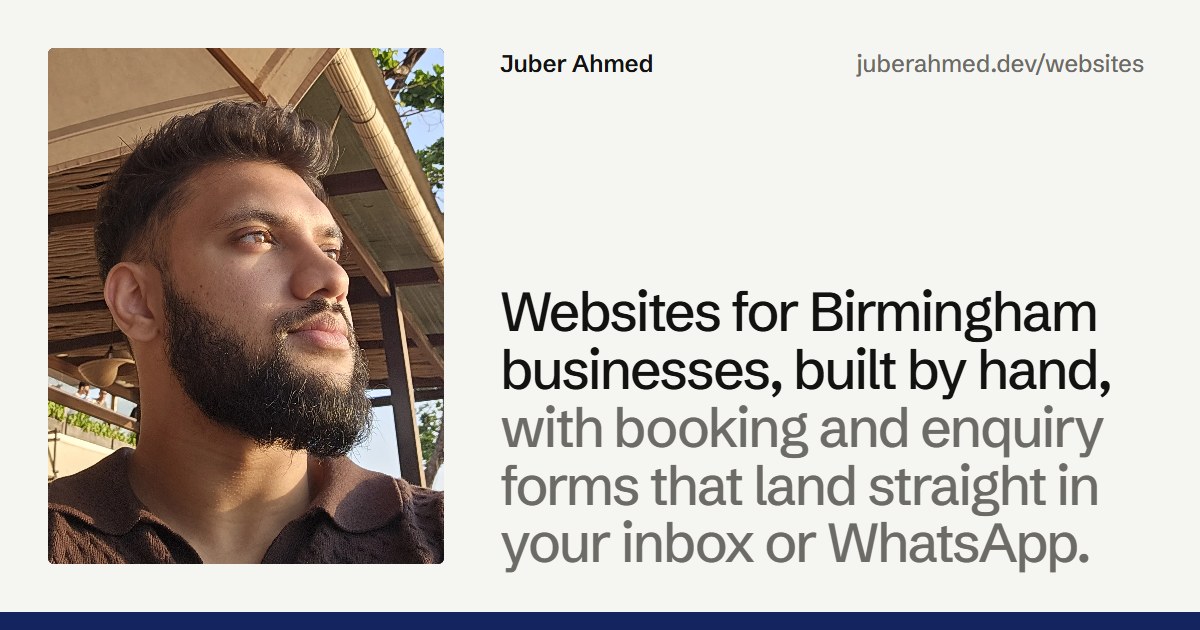 Juber Ahmed
juberahmed.dev/websites
Websites for Birmingham
businesses, built by hand,
with booking and enquiry
forms that land straight in
your inbox or WhatsApp.